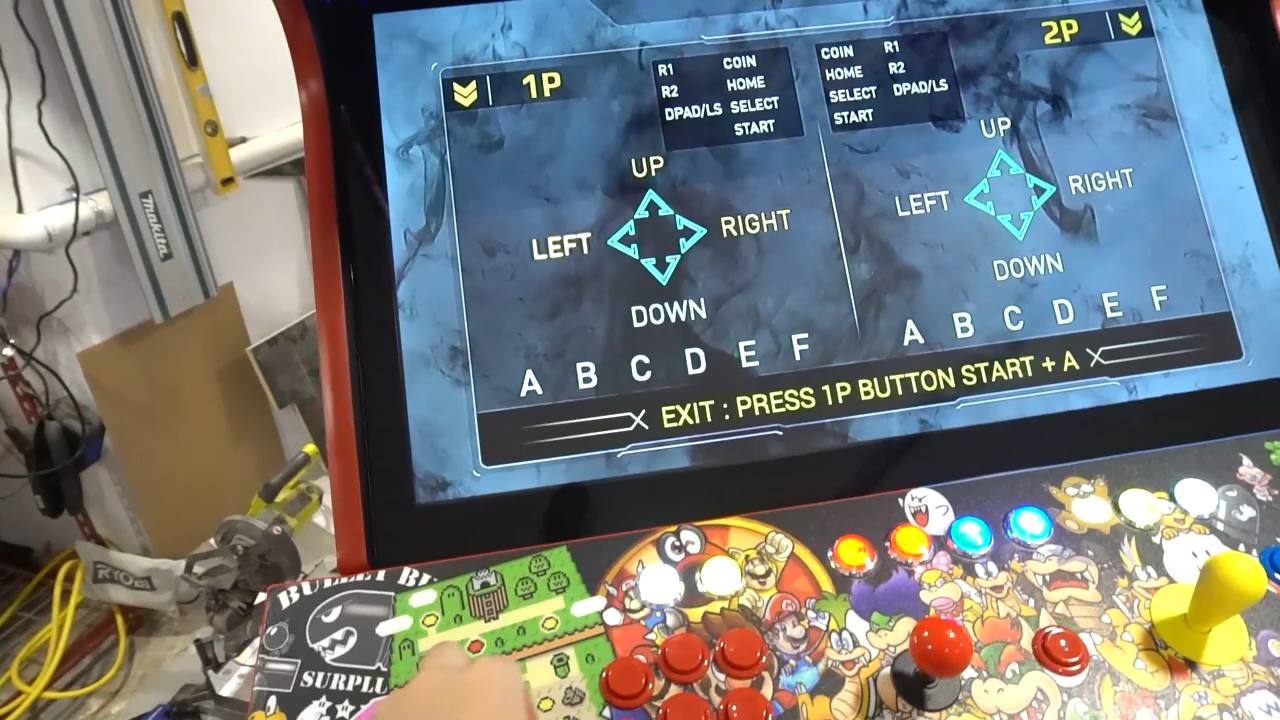 1P
R1 COIN
R2 HOME
DPAD/LS SELECT
START
UP
LEFT RIGHT
DOWN
A B C D E F
2P
COIN R1
HOME R2
SELECT DPAD/LS
START
UP
LEFT RIGHT
DOWN
A B C D E F
EXIT : PRESS 1P BUTTON START + A
Makita
RYOBI
SURPLU